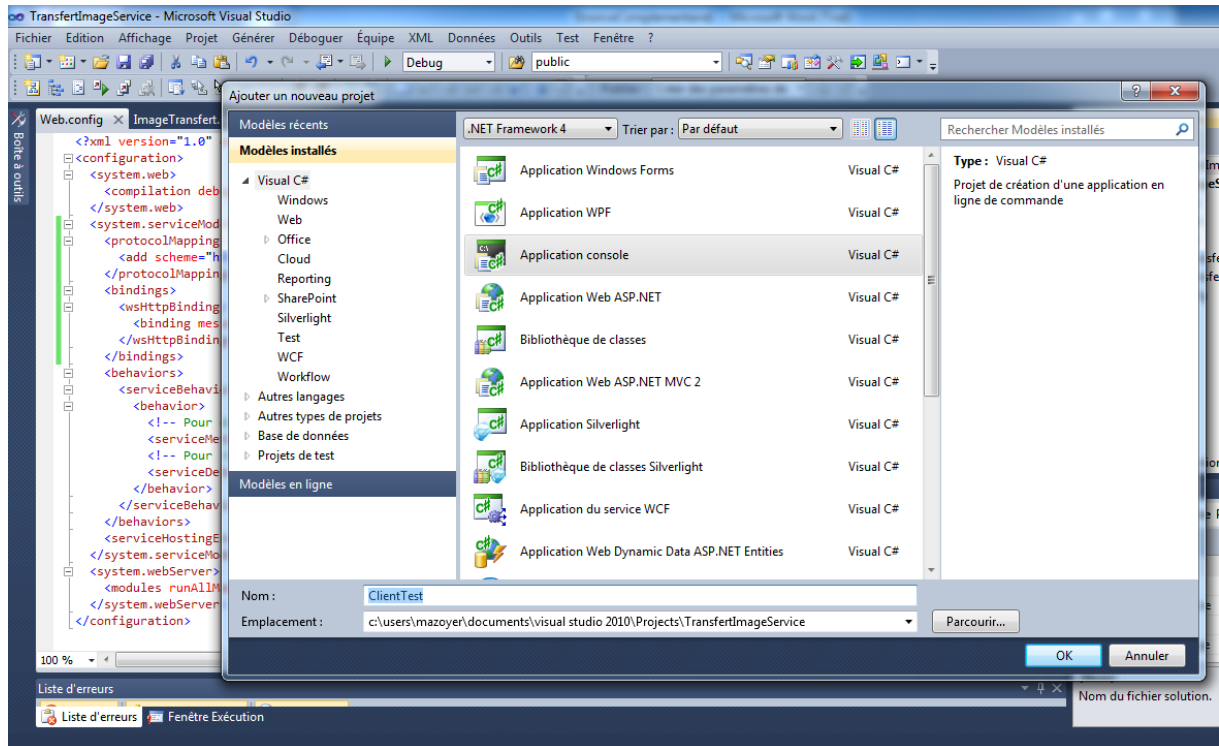 TransfertImageService - Microsoft Visual Studio
Fichier Edition Affichage Projet Générer Déboguer Équipe XML Données Outils Test Fenêtre ?
Debug public
Ajouter un nouveau projet
Web.config ImageTransfert.
Boîte à outils
<?xml version="1.0"
<configuration>
<system.web>
<compilation deb
</system.web>
<system.serviceMod
<protocolMapping
<add scheme="h
</protocolMappin
<bindings>
<wsHttpBinding
<binding mes
</wsHttpBindin
</bindings>
<behaviors>
<serviceBehavi
<behavior>
<!-- Pour
<serviceMe
<!-- Pour
<serviceDe
</behavior>
</serviceBehav
</behaviors>
<serviceHostingE
</system.serviceMo
<system.webServer>
<modules runAllM
</system.webServer
</configuration>
100 %
Modèles récents
Modèles installés
Visual C#
Windows
Web
Office
Cloud
Reporting
SharePoint
Silverlight
Test
WCF
Workflow
Autres langages
Autres types de projets
Base de données
Projets de test
Modèles en ligne
.NET Framework 4 Trier par : Par défaut
Application Windows Forms Visual C#
Application WPF Visual C#
Application console Visual C#
Application Web ASP.NET Visual C#
Bibliothèque de classes Visual C#
Application Web ASP.NET MVC 2 Visual C#
Application Silverlight Visual C#
Bibliothèque de classes Silverlight Visual C#
Application du service WCF Visual C#
Application Web Dynamic Data ASP.NET Entities Visual C#
Rechercher Modèles installés
Type : Visual C#
Projet de création d'une application en
ligne de commande
Nom : ClientTest
Emplacement : c:\users\mazoyer\documents\visual studio 2010\Projects\TransfertImageService Parcourir...
OK Annuler
Liste d'erreurs
Liste d'erreurs Fenêtre Exécution
Nom du fichier solution.